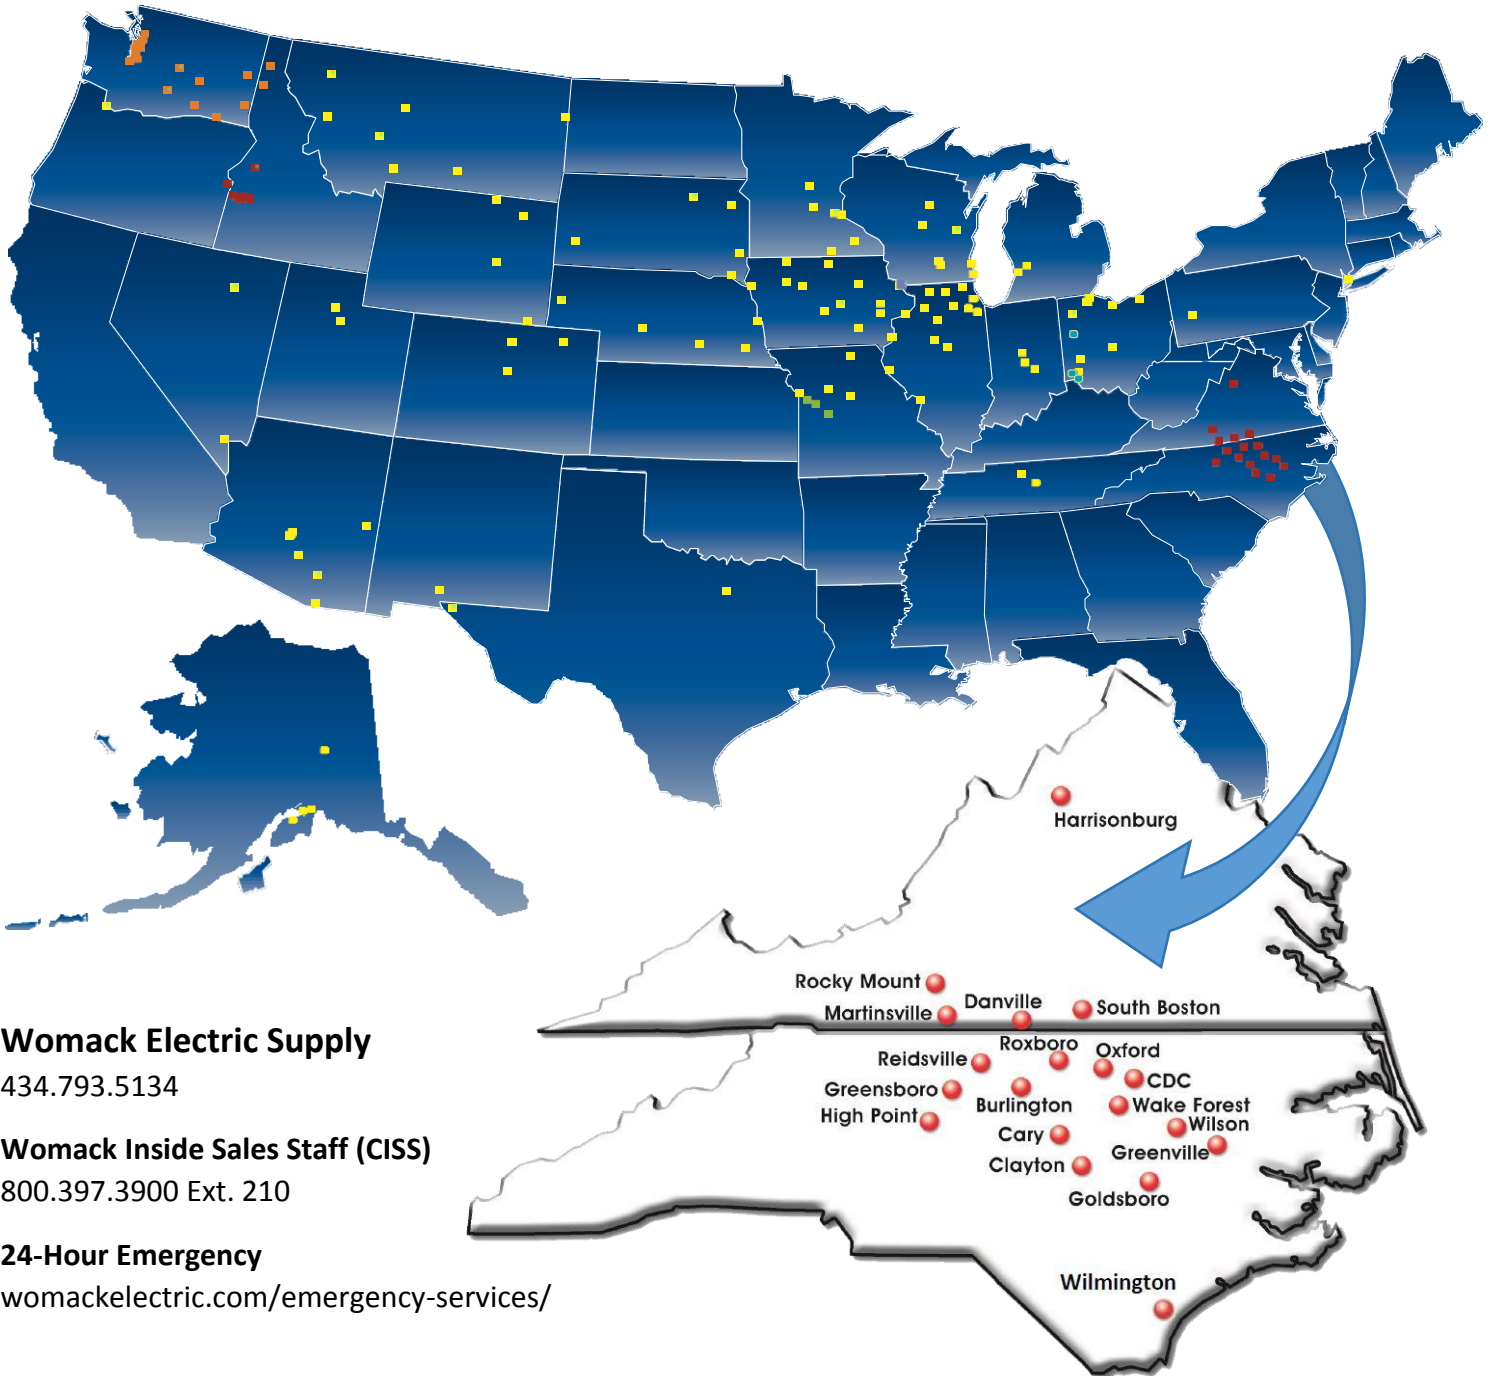 Harrisonburg
Rocky Mount
Martinsville
Danville
South Boston
Roxboro
Oxford
Reidsville
CDC
Greensboro
Burlington
Wake Forest
High Point
Wilson
Cary
Greenville
Clayton
Goldsboro
Wilmington
Womack Electric Supply
434.793.5134
Womack Inside Sales Staff (CISS)
800.397.3900 Ext. 210
24-Hour Emergency
womackelectric.com/emergency-services/